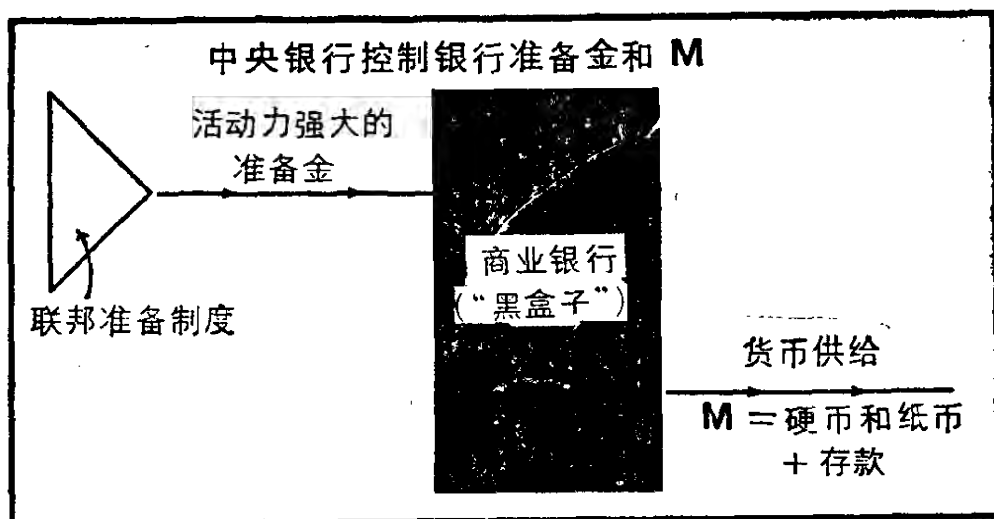 中央银行控制银行准备金和 M
活动力强大的
准备金
商业银行
(“黑盒子”)
联邦准备制度
货币供给
M = 硬币和纸币
+ 存款